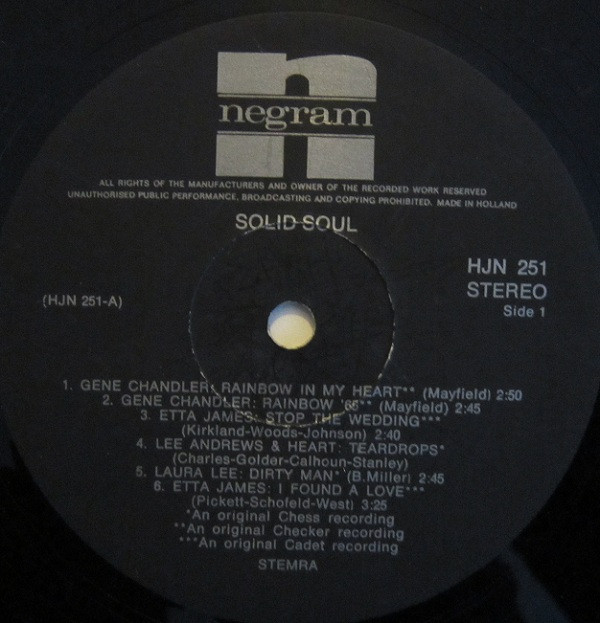 negram
ALL RIGHTS OF THE MANUFACTURERS AND OWNER OF THE RECORDED WORK RESERVED
UNAUTHORISED PUBLIC PERFORMANCE, BROADCASTING AND COPYING PROHIBITED. MADE IN HOLLAND
SOLID SOUL
HJN 251
STEREO
Side 1
(HJN 251-A)
1. GENE CHANDLER: RAINBOW IN MY HEART** (Mayfield) 2:50
2. GENE CHANDLER: RAINBOW '65** (Mayfield) 2:45
3. ETTA JAMES: STOP THE WEDDING***
(Kirkland-Woods-Johnson) 2:40
4. LEE ANDREWS & HEART: TEARDROPS*
(Charles-Golder-Calhoun-Stanley)
5. LAURA LEE: DIRTY MAN* (B.Miller) 2:45
6. ETTA JAMES: I FOUND A LOVE***
(Pickett-Schofeld-West) 3:25
*An original Chess recording
**An original Checker recording
***An original Cadet recording
STEMRA